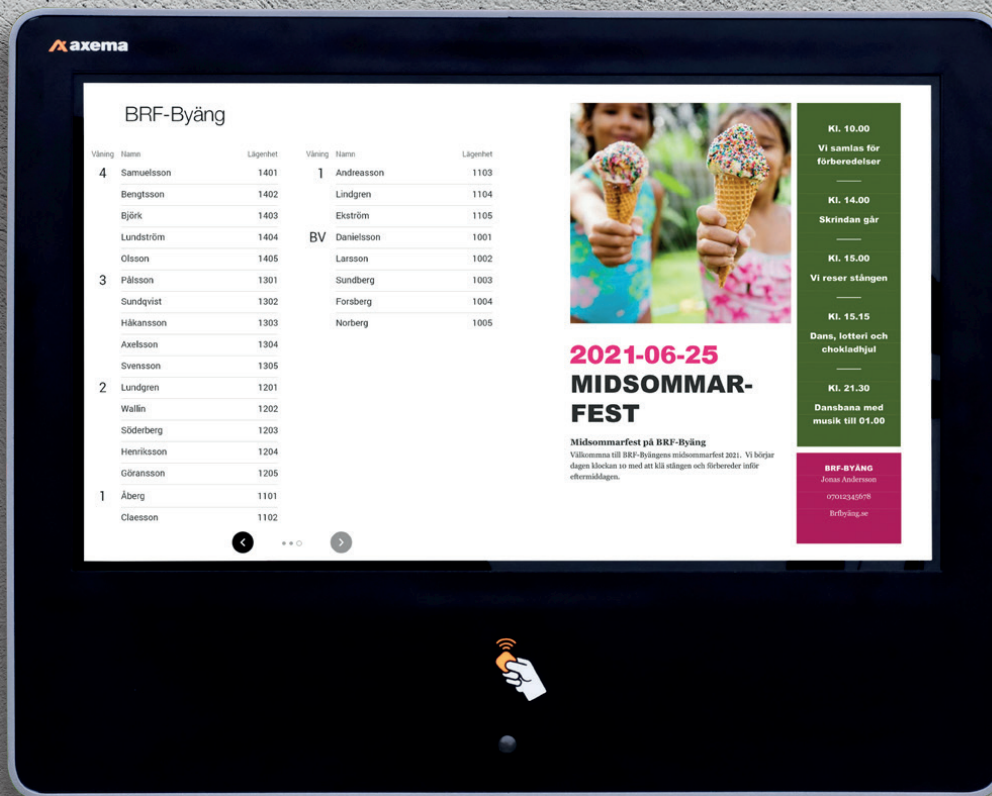 axema
BRF-Byäng
Våning Namn Lägenhet
4 Samuelsson 1401
Bengtsson 1402
Björk 1403
Lundström 1404
Olsson 1405
3 Pålsson 1301
Sundqvist 1302
Håkansson 1303
Axelsson 1304
Svensson 1305
2 Lundgren 1201
Wallin 1202
Söderberg 1203
Henriksson 1204
Göransson 1205
1 Åberg 1101
Claesson 1102
Våning Namn Lägenhet
1 Andreasson 1103
Lindgren 1104
Ekström 1105
BV Danielsson 1001
Larsson 1002
Sundberg 1003
Forsberg 1004
Norberg 1005
2021-06-25
MIDSOMMAR-
FEST
Midsommarfest på BRF-Byäng
Välkommna till BRF-Byängens midsommarfest 2021. Vi börjar
dagen klockan 10 med att klä stången och förbereder inför
eftermiddagen.
Kl. 10.00
Vi samlas för
förberedelser
Kl. 14.00
Skrindan går
Kl. 15.00
Vi reser stången
Kl. 15.15
Dans, lotteri och
chokladhjul
Kl. 21.30
Dansbana med
musik till 01.00
BRF-BYÄNG
Jonas Andersson
07012345678
Brfbyäng.se